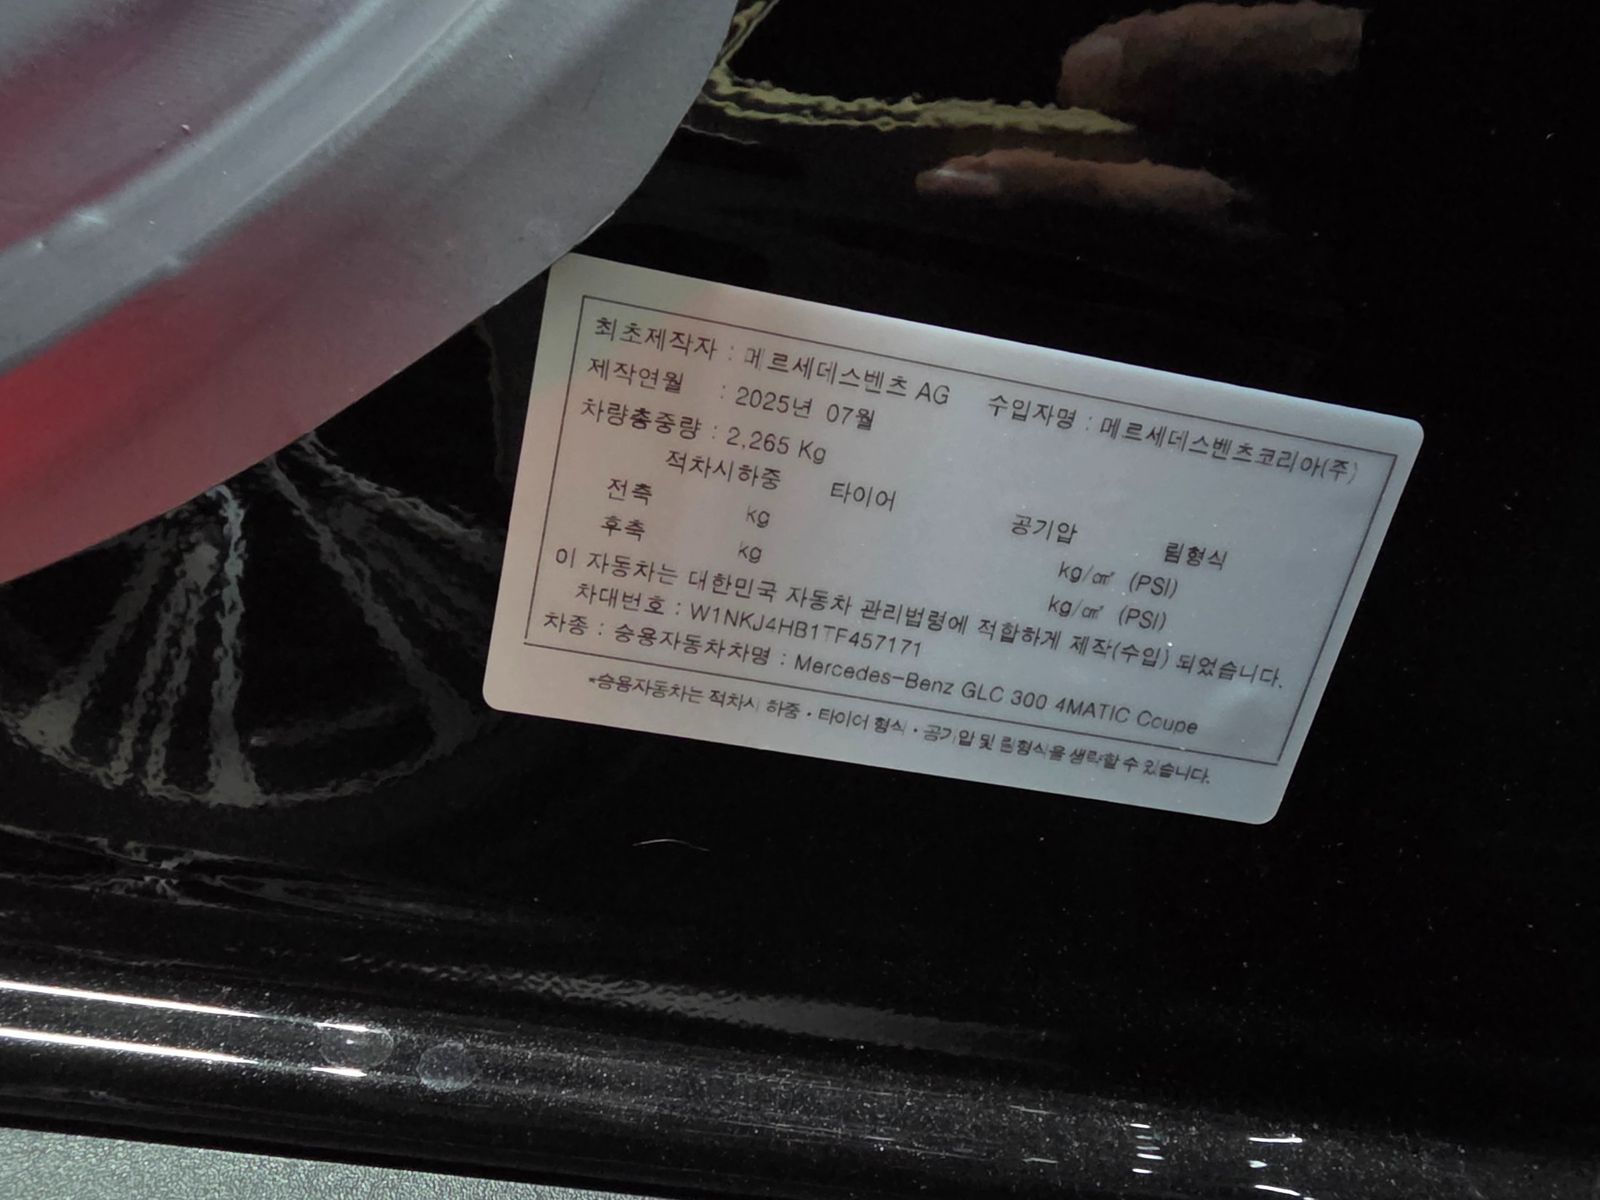 최초제작자 : 메르세데스벤츠 AG 수입자명 : 메르세데스벤츠코리아(주)
제작연월 : 2025년 07월
차량총중량 : 2,265 Kg
적차시하중 타이어 공기압 림형식
전축 kg kg/㎠ (PSI)
후축 kg kg/㎠ (PSI)
이 자동차는 대한민국 자동차 관리법령에 적합하게 제작(수입) 되었습니다.
차대번호 : W1NKJ4HB1TF457171
차종 : 승용자동차차명 : Mercedes-Benz GLC 300 4MATIC Coupe
*승용자동차는 적차시 하중·타이어 형식·공기압 및 림형식을 생략할 수 있습니다.